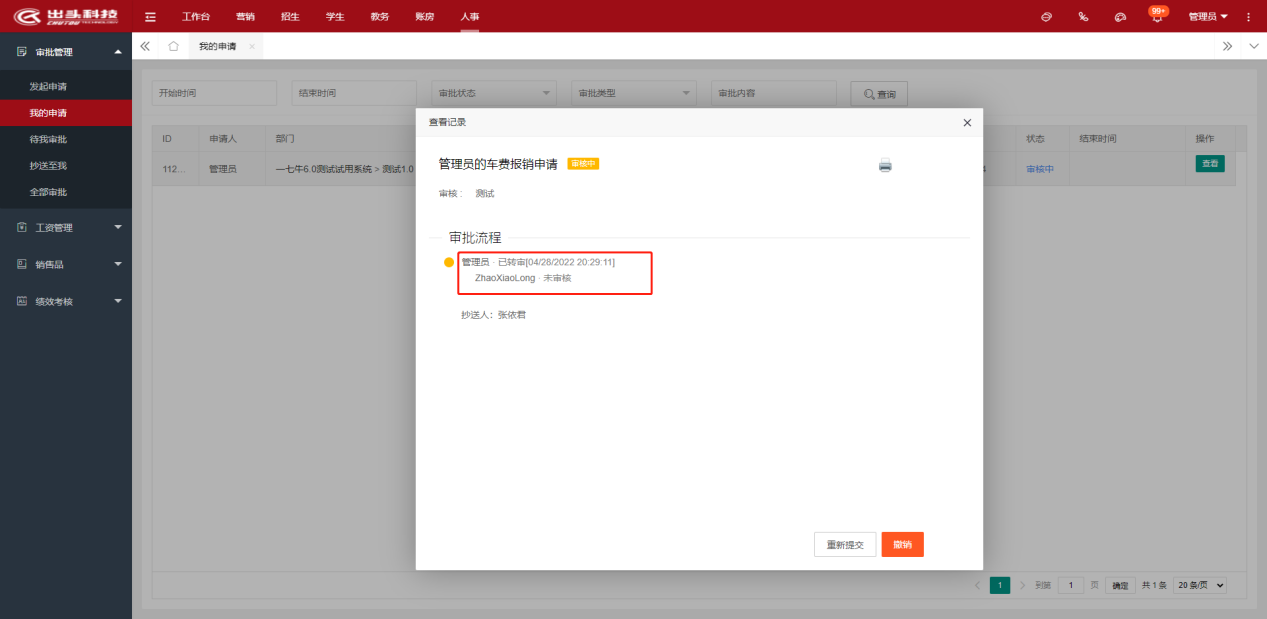 出头科技
CHUTOU TECHNOLOGY
工作台 营销 招生 学生 教务 账房 人事
99+
管理员
审批管理
我的申请
发起申请
我的申请
待我审批
抄送至我
全部审批
工资管理
销售品
绩效考核
开始时间 结束时间 审批状态 审批类型 审批内容 查询
ID 申请人 部门 状态 结束时间 操作
112... 管理员 一七午6.0测试试用系统 > 测试1.0 4 审核中 查看
查看记录
管理员的车费报销申请 审核中
审核： 测试
审批流程
管理员 · 已转审[04/28/2022 20:29:11]
ZhaoXiaoLong · 未审核
抄送人：张依君
重新提交 撤销
1 到第 1 页 确定 共 1 条 20 条/页